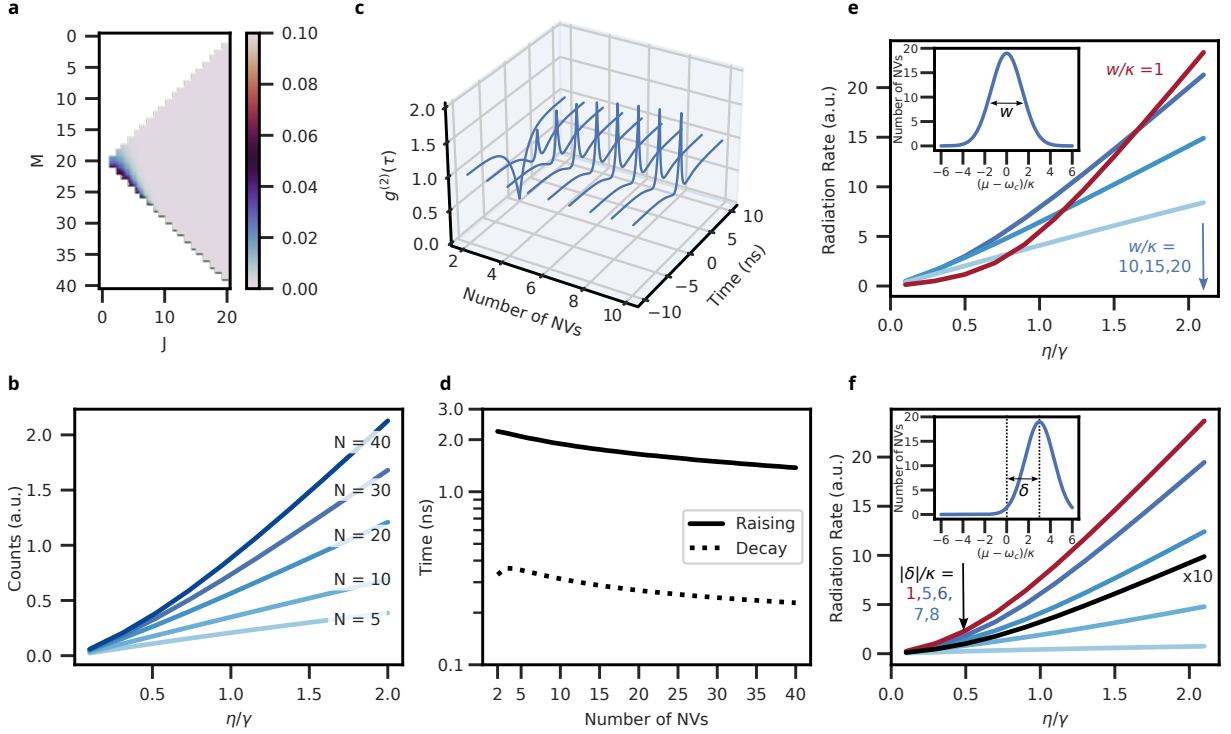 a
0
5
10
15
20
25
30
35
40
M
0
10
20
J
0.10
0.08
0.06
0.04
0.02
0.00
b
2.0
1.5
1.0
0.5
0.0
Counts (a.u.)
N = 40
N = 30
N = 20
N = 10
N = 5
0.5
1.0
1.5
2.0
η/γ
c
2.0
1.5
1.0
0.5
0.0
g⁽²⁾(τ)
2
4
6
8
10
Number of NVs
−10
−5
0
5
10
Time (ns)
d
3.0
2.0
1.0
0.1
Time (ns)
Raising
Decay
2
5
10
15
20
25
30
35
40
Number of NVs
e
20
15
10
5
0
Radiation Rate (a.u.)
20
15
10
5
0
Number of NVs
w
−6 −4 −2 0 2 4 6
(μ − ω_c)/κ
w/κ =1
w/κ =
10,15,20
0.0
0.5
1.0
1.5
2.0
η/γ
f
20
15
10
5
0
Radiation Rate (a.u.)
20
15
10
5
0
Number of NVs
δ
−6 −4 −2 0 2 4 6
(μ − ω_c)/κ
|δ|/κ =
1,5,6,
7,8
x10
0.0
0.5
1.0
1.5
2.0
η/γ